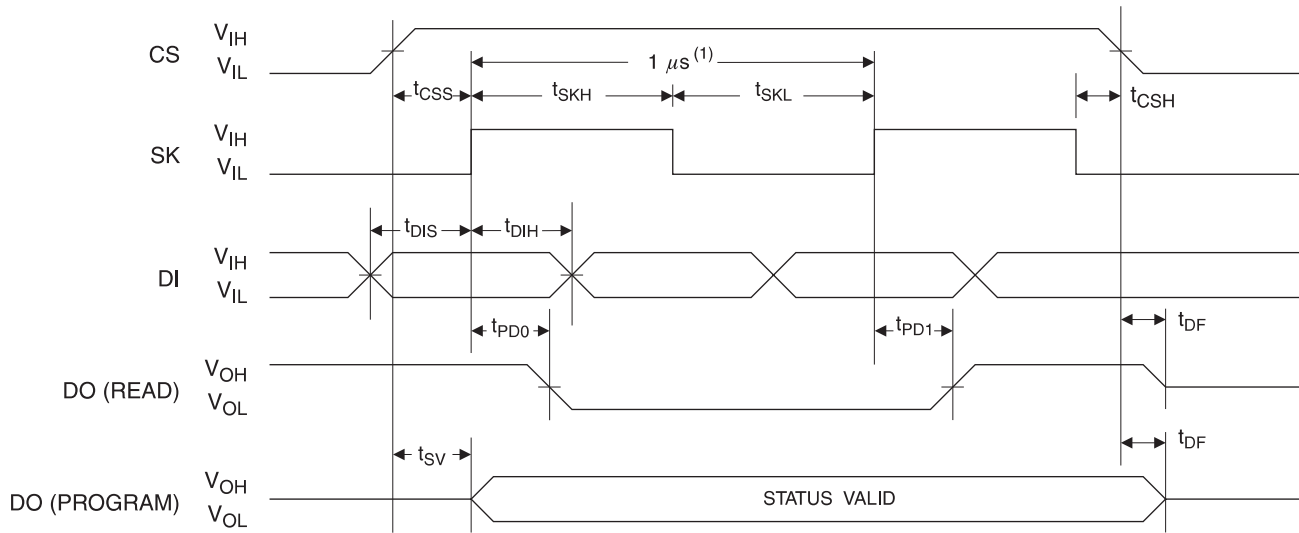 CS
V_IH
V_IL
1 μs(1)
t_CSS t_SKH t_SKL t_CSH
SK
V_IH
V_IL
t_DIS t_DIH
DI
V_IH
V_IL
t_PD0 t_PD1 t_DF
DO (READ)
V_OH
V_OL
t_SV t_DF
DO (PROGRAM)
V_OH
V_OL
STATUS VALID